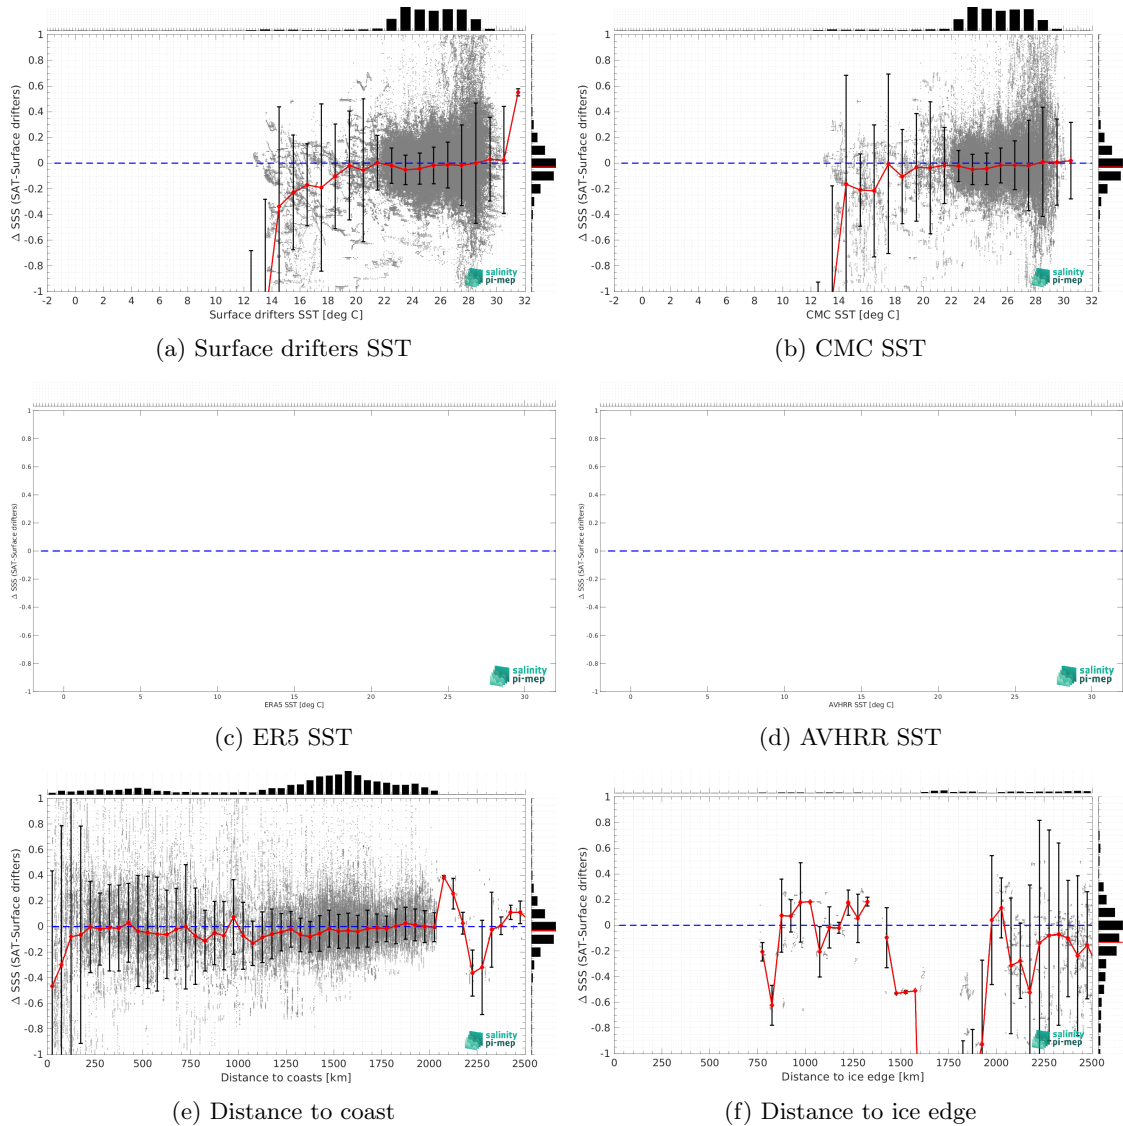 1
0.8
0.6
0.4
0.2
0
-0.2
-0.4
-0.6
-0.8
-1
Δ SSS (SAT-Surface drifters)
-2 0 2 4 6 8 10 12 14 16 18 20 22 24 26 28 30 32
Surface drifters SST [deg C]
salinity
pi-mep
(a) Surface drifters SST
1
0.8
0.6
0.4
0.2
0
-0.2
-0.4
-0.6
-0.8
-1
Δ SSS (SAT-Surface drifters)
-2 0 2 4 6 8 10 12 14 16 18 20 22 24 26 28 30 32
CMC SST [deg C]
salinity
pi-mep
(b) CMC SST
1
0.8
0.6
0.4
0.2
0
-0.2
-0.4
-0.6
-0.8
-1
Δ SSS (SAT-Surface drifters)
0 5 10 15 20 25 30
ERA5 SST [deg C]
salinity
pi-mep
(c) ER5 SST
1
0.8
0.6
0.4
0.2
0
-0.2
-0.4
-0.6
-0.8
-1
Δ SSS (SAT-Surface drifters)
0 5 10 15 20 25 30
AVHRR SST [deg C]
salinity
pi-mep
(d) AVHRR SST
1
0.8
0.6
0.4
0.2
0
-0.2
-0.4
-0.6
-0.8
-1
Δ SSS (SAT-Surface drifters)
0 250 500 750 1000 1250 1500 1750 2000 2250 2500
Distance to coasts [km]
salinity
pi-mep
(e) Distance to coast
1
0.8
0.6
0.4
0.2
0
-0.2
-0.4
-0.6
-0.8
-1
Δ SSS (SAT-Surface drifters)
0 250 500 750 1000 1250 1500 1750 2000 2250 2500
Distance to ice edge [km]
salinity
pi-mep
(f) Distance to ice edge